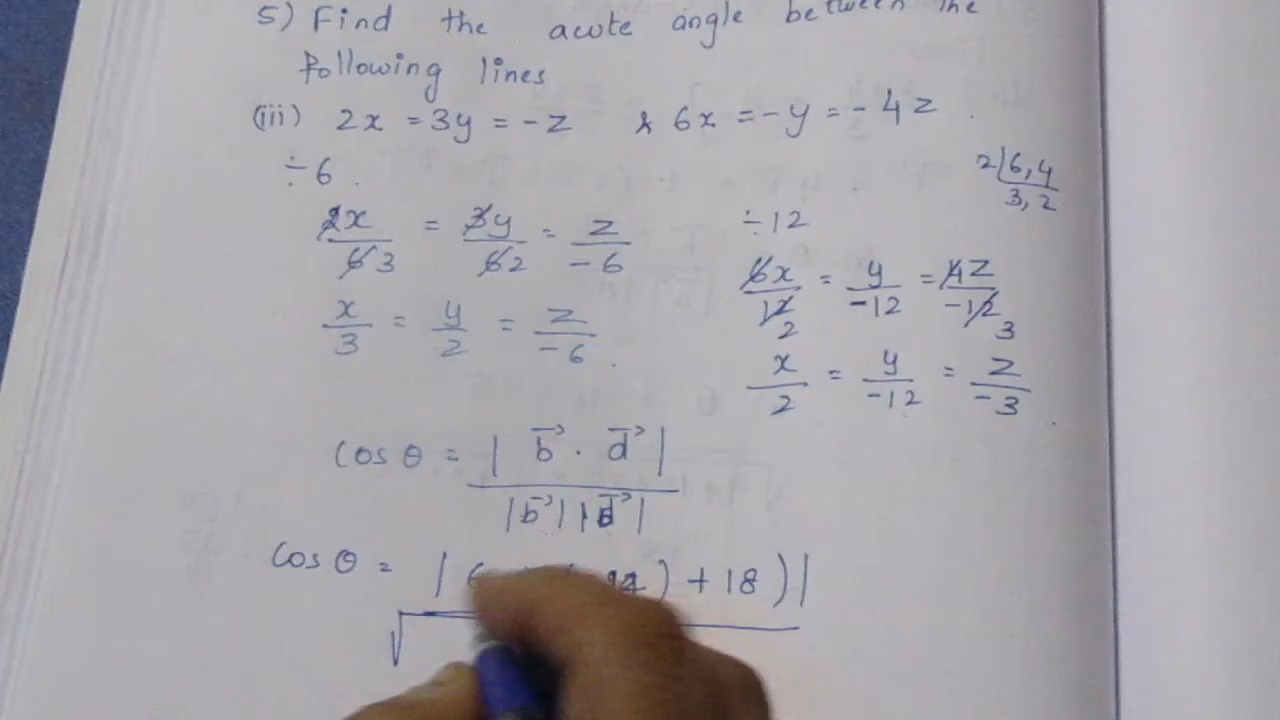 5) Find the acute angle between the
following lines
(iii) 2x = 3y = -z & 6x = -y = -4z .
÷6 .
2x/6 3 = 3y/6 2 = z/-6
x/3 = y/2 = z/-6 .
2 | 6, 4
3, 2
÷12
6x/12 2 = y/-12 = 4z/-12 3
x/2 = y/-12 = z/-3 .
cos θ = | b⃗ . d⃗ | / |b⃗| |d⃗|
cos θ = | 6 ) + 18 ) |
√